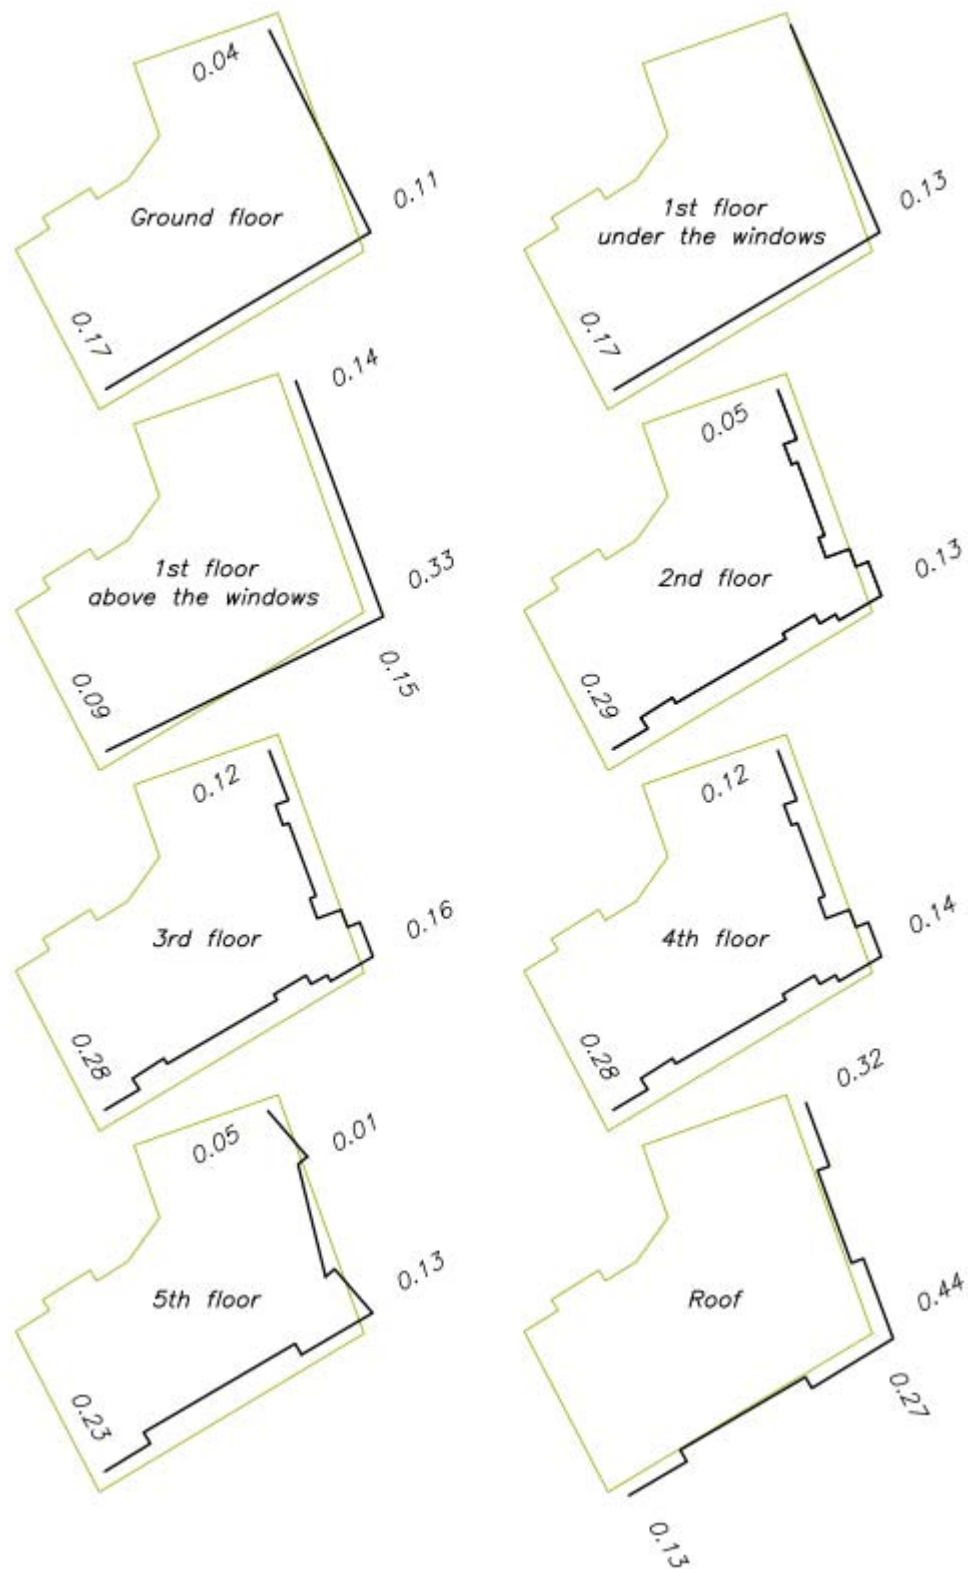 0.04
0.11
Ground floor
0.17
0.13
1st floor
under the windows
0.17
0.14
0.33
1st floor
above the windows
0.09
0.15
0.05
0.13
2nd floor
0.29
0.12
0.16
3rd floor
0.28
0.12
0.14
4th floor
0.28
0.05
0.01
0.13
5th floor
0.23
0.32
Roof
0.44
0.27
0.13